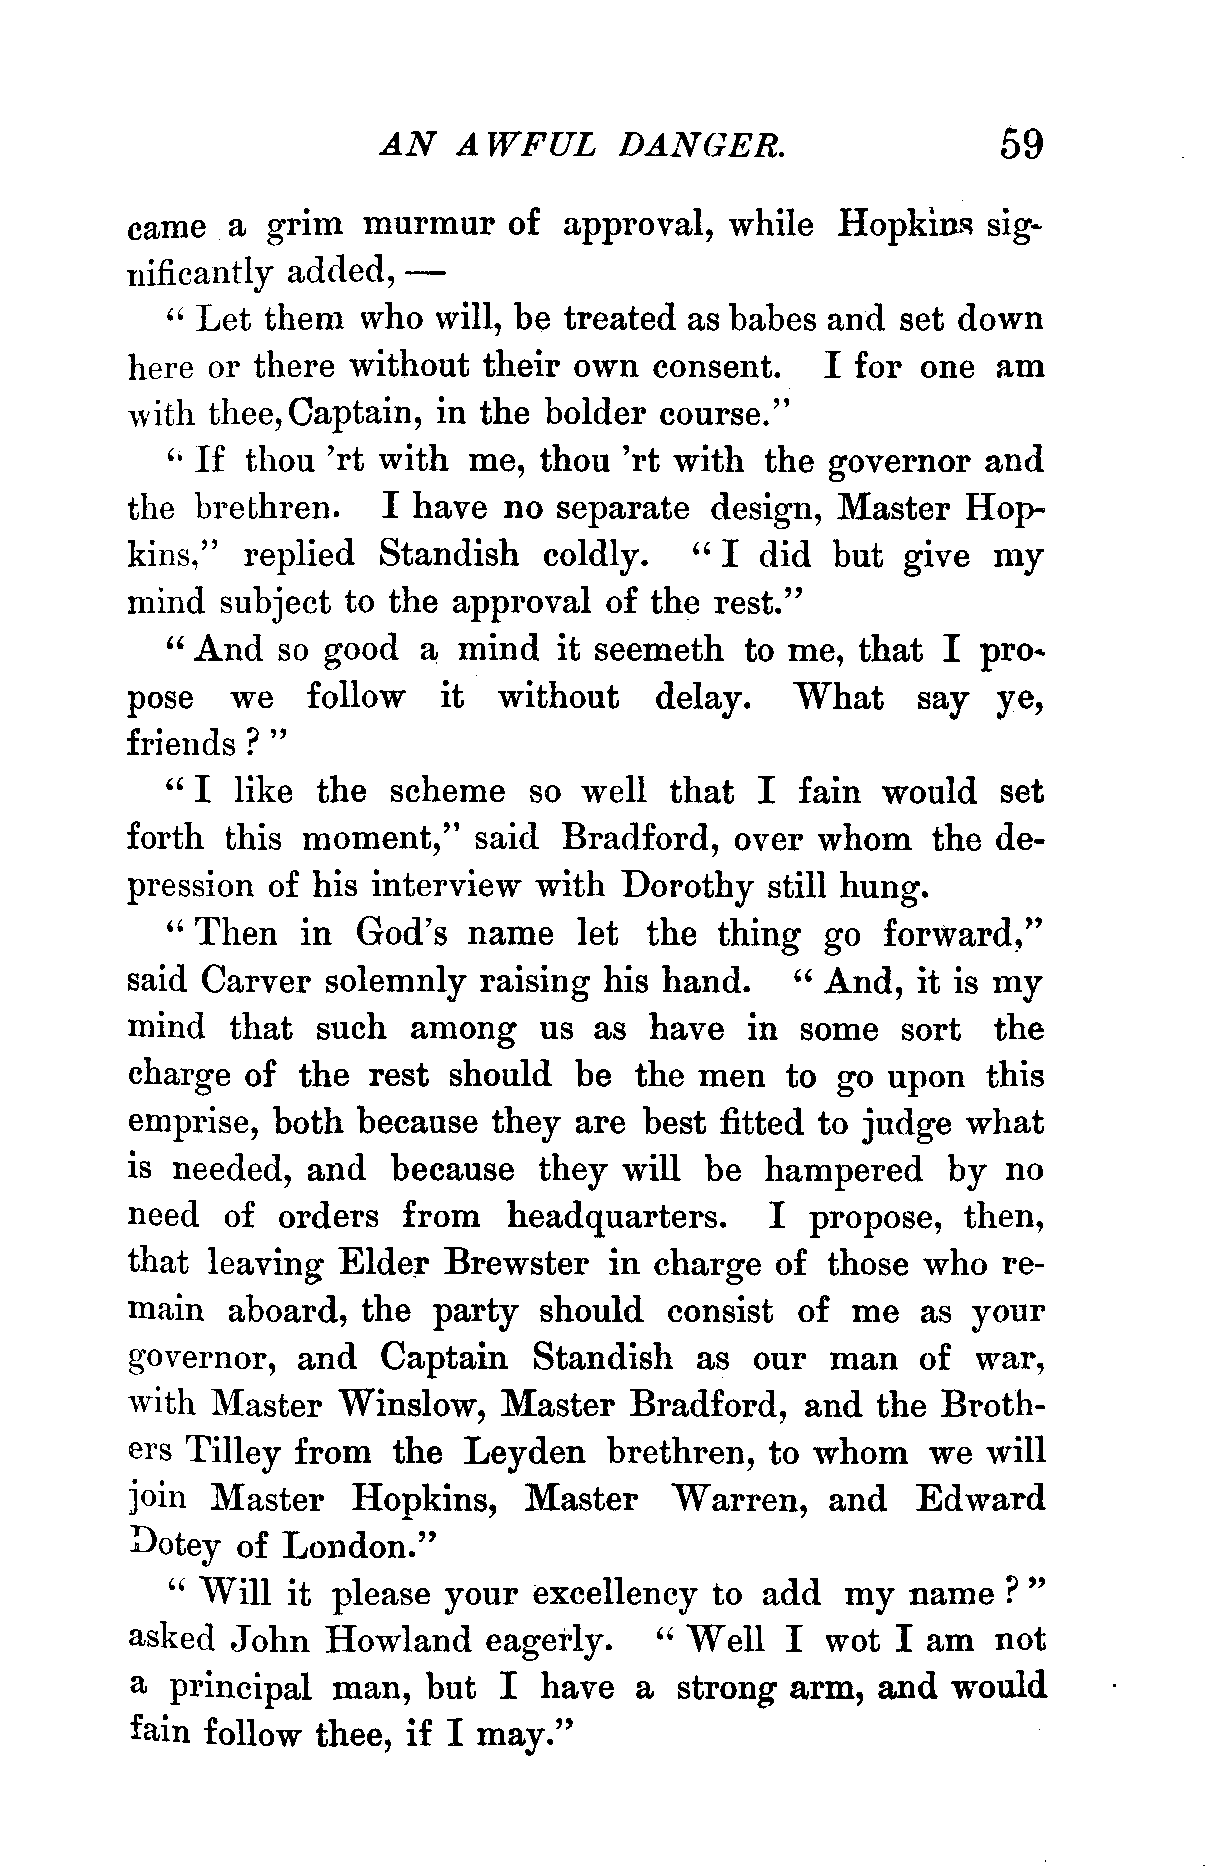 AN AWFUL DANGER. 59
came a grim murmur of approval, while Hopkins sig-
nificantly added, —
“ Let them who will, be treated as babes and set down
here or there without their own consent. I for one am
with thee, Captain, in the bolder course.”
“ If thou ’rt with me, thou ’rt with the governor and
the brethren. I have no separate design, Master Hop-
kins,” replied Standish coldly. “ I did but give my
mind subject to the approval of the rest.”
“ And so good a mind it seemeth to me, that I pro-
pose we follow it without delay. What say ye,
friends ? ”
“ I like the scheme so well that I fain would set
forth this moment,” said Bradford, over whom the de-
pression of his interview with Dorothy still hung.
“ Then in God’s name let the thing go forward,”
said Carver solemnly raising his hand. “ And, it is my
mind that such among us as have in some sort the
charge of the rest should be the men to go upon this
emprise, both because they are best fitted to judge what
is needed, and because they will be hampered by no
need of orders from headquarters. I propose, then,
that leaving Elder Brewster in charge of those who re-
main aboard, the party should consist of me as your
governor, and Captain Standish as our man of war,
with Master Winslow, Master Bradford, and the Broth-
ers Tilley from the Leyden brethren, to whom we will
join Master Hopkins, Master Warren, and Edward
Dotey of London.”
“ Will it please your excellency to add my name ? ”
asked John Howland eagerly. “ Well I wot I am not
a principal man, but I have a strong arm, and would
fain follow thee, if I may.”